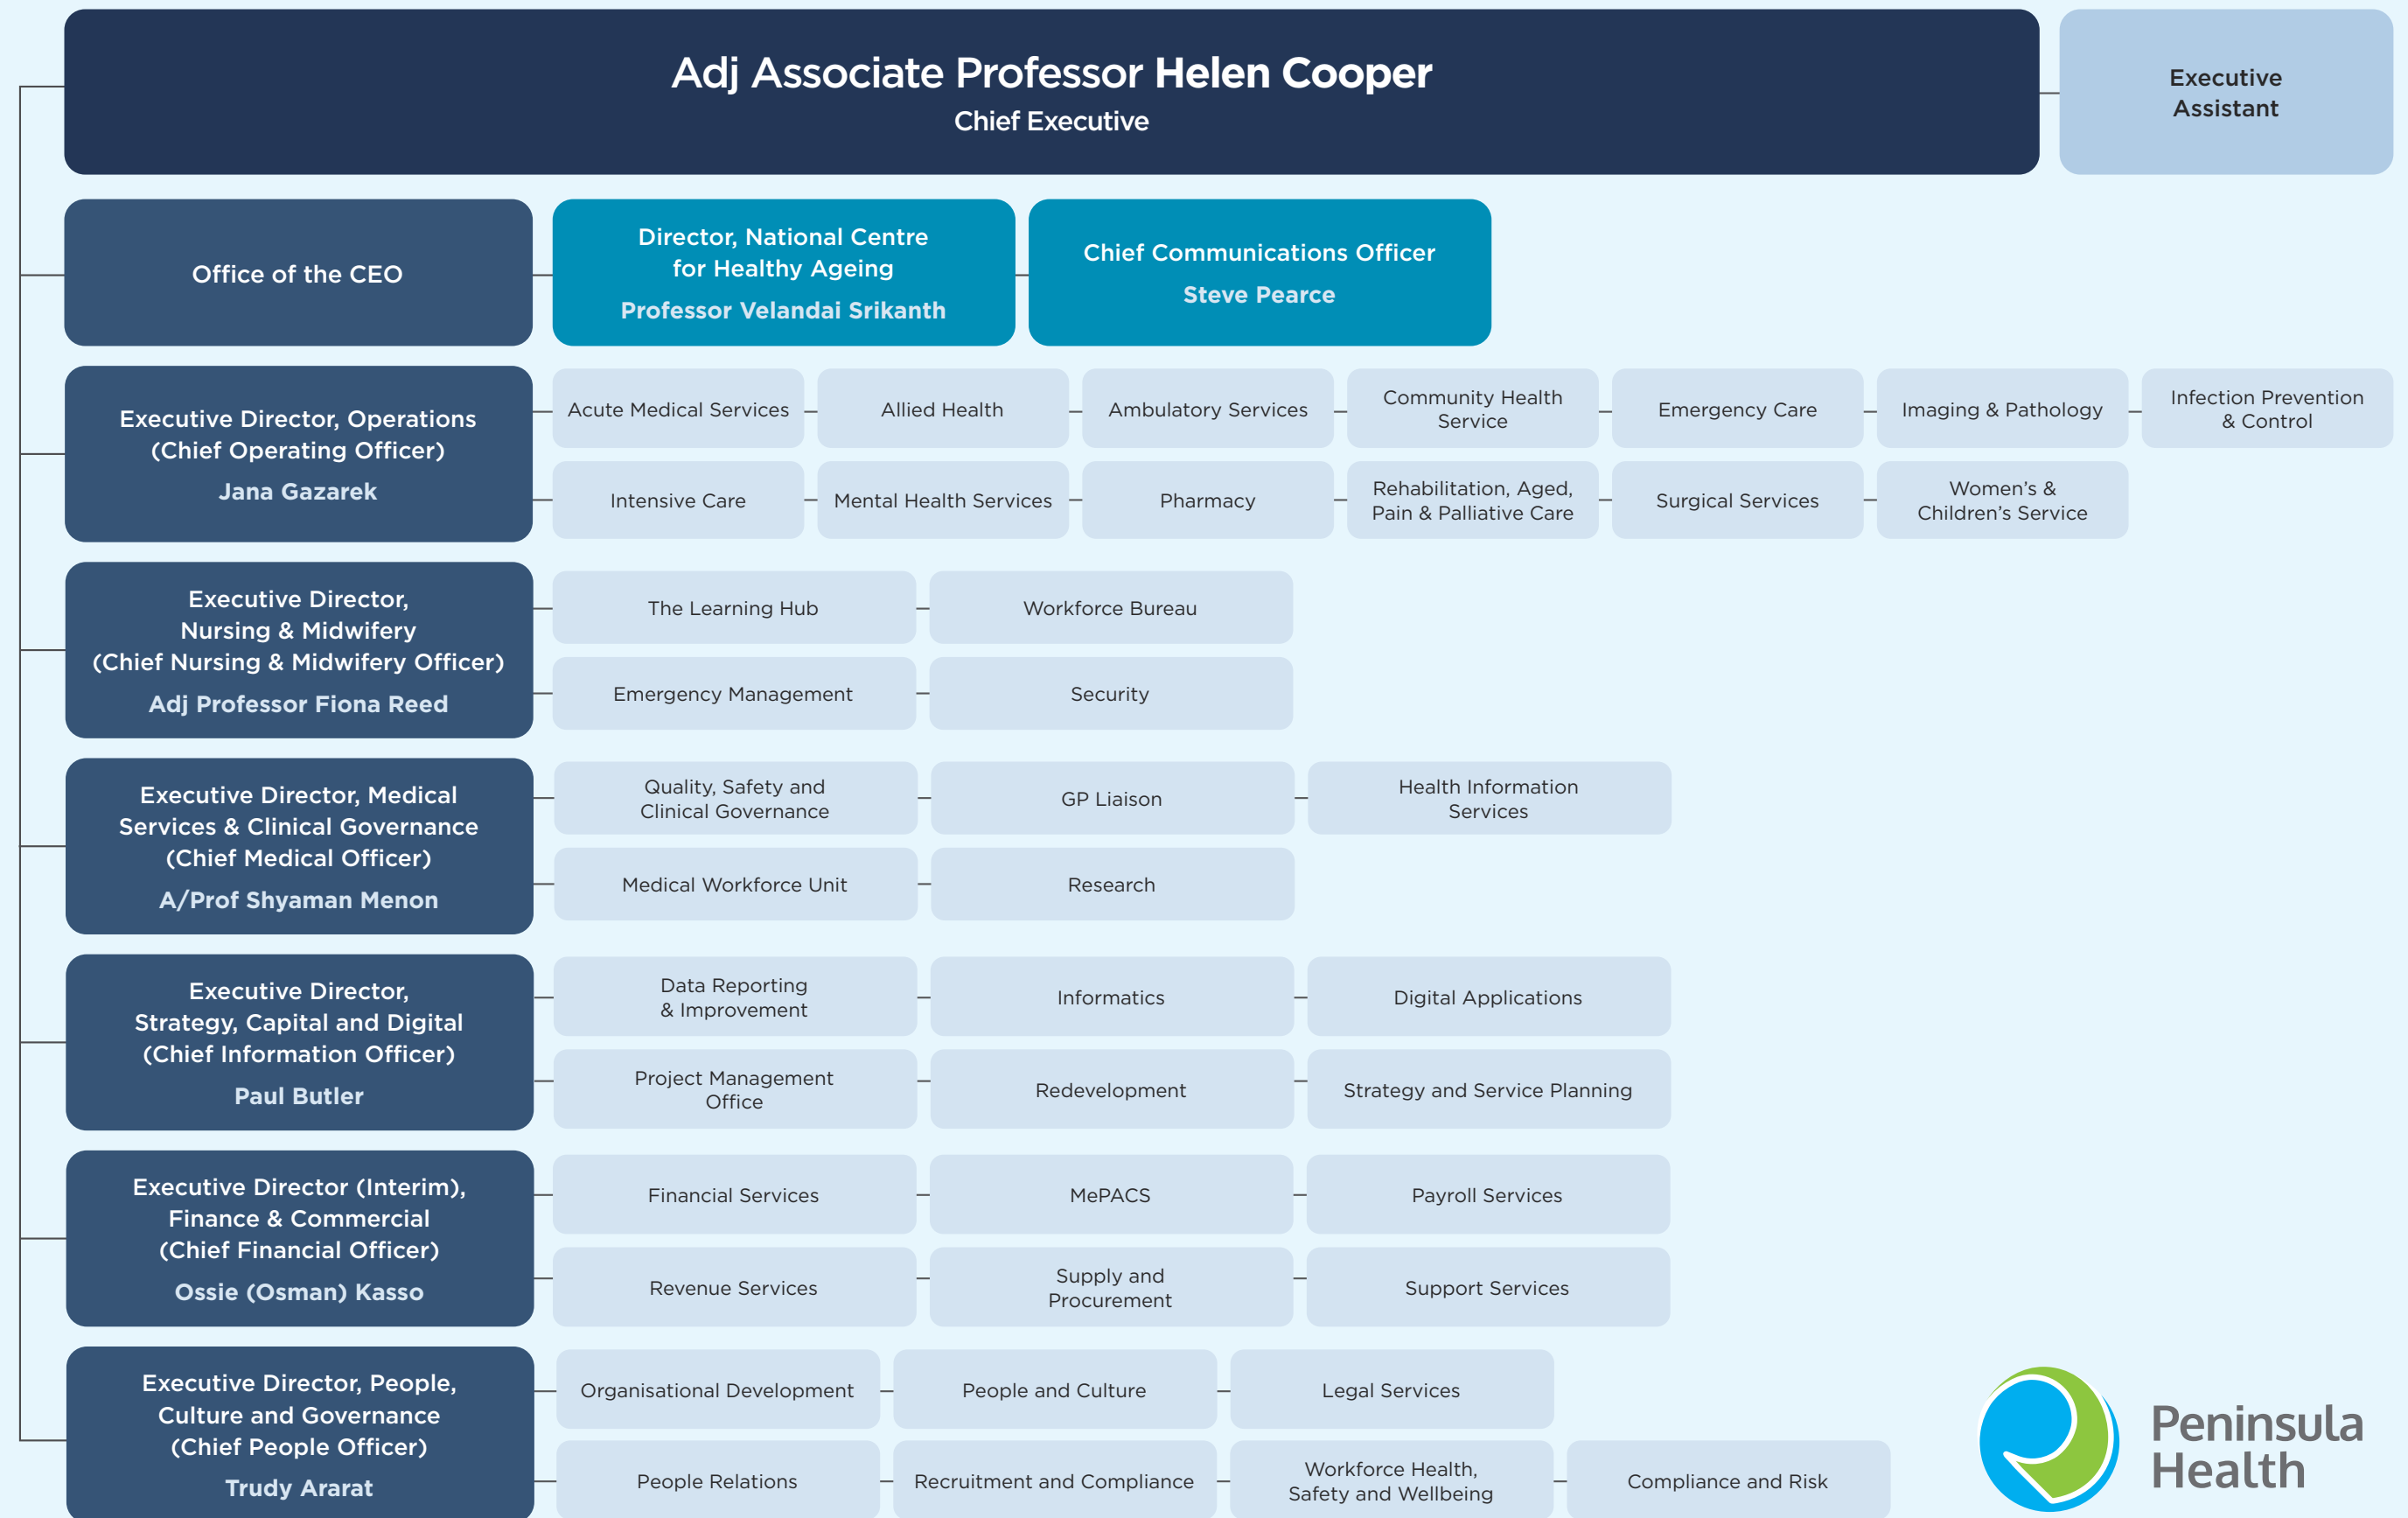 Adj Associate Professor Helen Cooper
Chief Executive
Executive
Assistant
Office of the CEO
Director, National Centre
for Healthy Ageing
Professor Velandai Srikanth
Chief Communications Officer
Steve Pearce
Executive Director, Operations
(Chief Operating Officer)
Jana Gazarek
Acute Medical Services
Allied Health
Ambulatory Services
Community Health
Service
Emergency Care
Imaging & Pathology
Infection Prevention
& Control
Intensive Care
Mental Health Services
Pharmacy
Rehabilitation, Aged,
Pain & Palliative Care
Surgical Services
Women’s &
Children’s Service
Executive Director,
Nursing & Midwifery
(Chief Nursing & Midwifery Officer)
Adj Professor Fiona Reed
The Learning Hub
Workforce Bureau
Emergency Management
Security
Executive Director, Medical
Services & Clinical Governance
(Chief Medical Officer)
A/Prof Shyaman Menon
Quality, Safety and
Clinical Governance
GP Liaison
Health Information
Services
Medical Workforce Unit
Research
Executive Director,
Strategy, Capital and Digital
(Chief Information Officer)
Paul Butler
Data Reporting
& Improvement
Informatics
Digital Applications
Project Management
Office
Redevelopment
Strategy and Service Planning
Executive Director (Interim),
Finance & Commercial
(Chief Financial Officer)
Ossie (Osman) Kasso
Financial Services
MePACS
Payroll Services
Revenue Services
Supply and
Procurement
Support Services
Executive Director, People,
Culture and Governance
(Chief People Officer)
Trudy Ararat
Organisational Development
People and Culture
Legal Services
People Relations
Recruitment and Compliance
Workforce Health,
Safety and Wellbeing
Compliance and Risk
Peninsula
Health